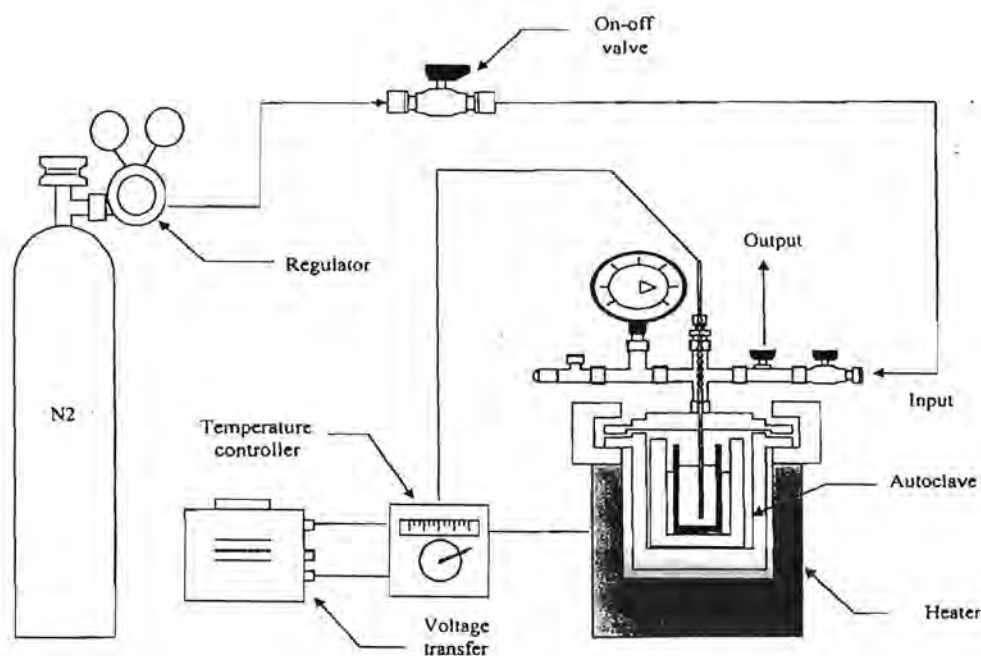 On-off
valve
Regulator
Output
N2
Input
Temperature
controller
Autoclave
Voltage
transfer
Heater